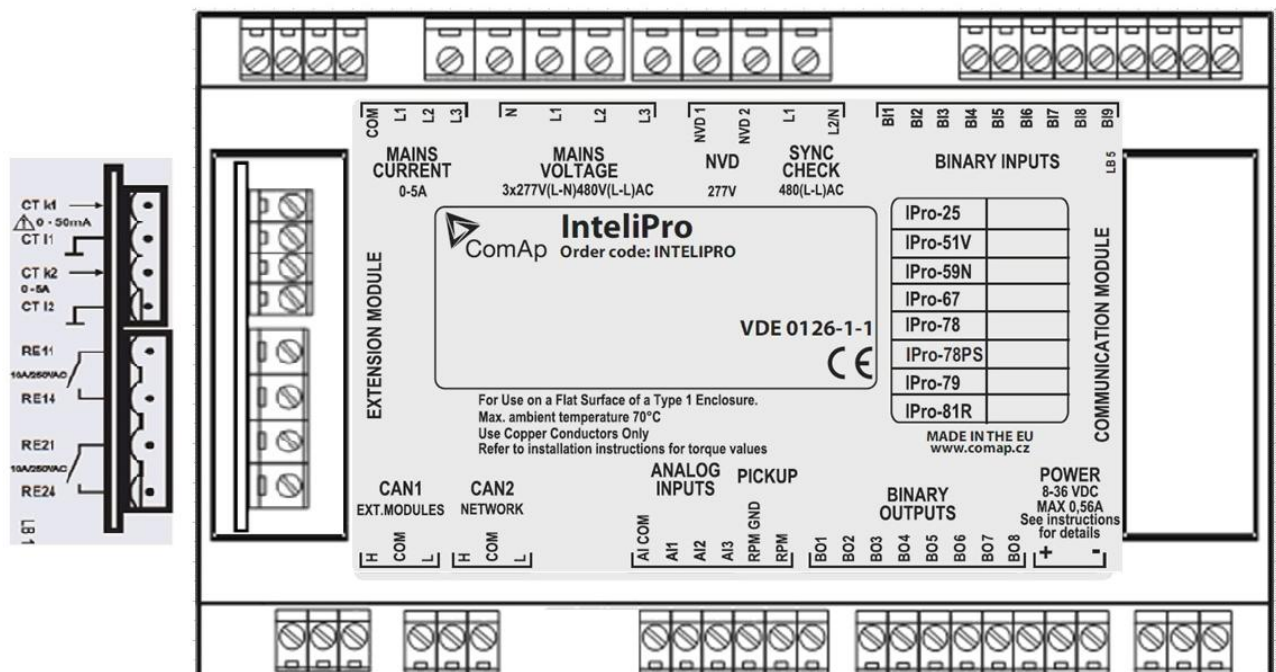 CT k1
0 - 50mA
CT l1
CT k2
0-5A
CT l2
RE11
10A/250VAC
RE14
RE21
10A/250VAC
RE24
LB 1
COM L1 L2 L3
MAINS
CURRENT
0-5A
N L1 L2 L3
MAINS
VOLTAGE
3x277V(L-N)480V(L-L)AC
NVD 1 NVD 2
NVD
277V
L1 L2/N
SYNC
CHECK
480(L-L)AC
BI1 BI2 BI3 BI4 BI5 BI6 BI7 BI8 BI9
BINARY INPUTS
LB 5
EXTENSION MODULE
ComAp
InteliPro
Order code: INTELIPRO
VDE 0126-1-1
CE
IPro-25
IPro-51V
IPro-59N
IPro-67
IPro-78
IPro-78PS
IPro-79
IPro-81R
MADE IN THE EU
www.comap.cz
COMMUNICATION MODULE
For Use on a Flat Surface of a Type 1 Enclosure.
Max. ambient temperature 70°C
Use Copper Conductors Only
Refer to installation instructions for torque values
CAN1
EXT.MODULES
H COM L
CAN2
NETWORK
H COM L
ANALOG
INPUTS
AI COM AI1 AI2 AI3
PICKUP
RPM GND RPM
BINARY
OUTPUTS
BO1 BO2 BO3 BO4 BO5 BO6 BO7 BO8
POWER
8-36 VDC
MAX 0,56A
See instructions
for details
+ -